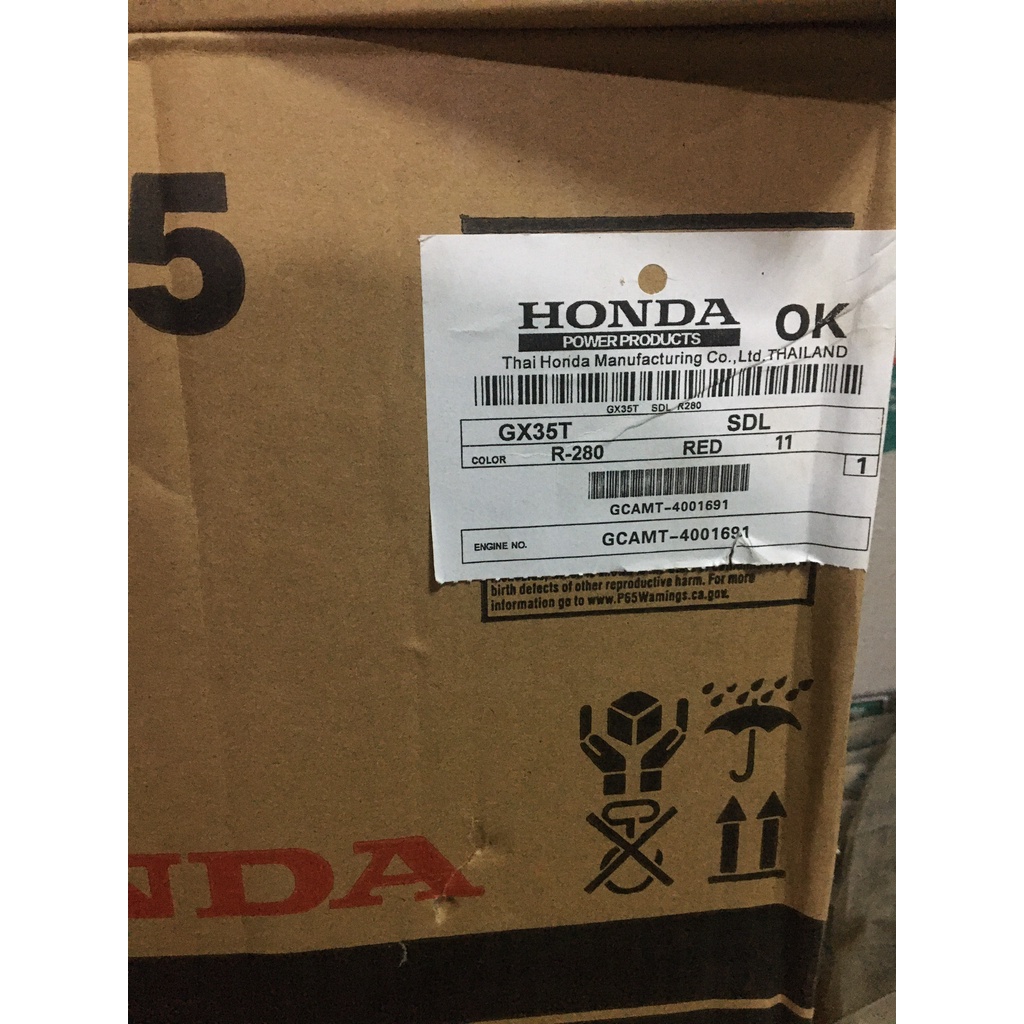 5
HONDA OK
POWER PRODUCTS
Thai Honda Manufacturing Co.,Ltd.THAILAND
GX35T SDL R280
GX35T SDL
COLOR R-280 RED 11
1
GCAMT-4001691
ENGINE NO. GCAMT-4001691
birth defects of other reproductive harm. For more
information go to www.P65Warnings.ca.gov.
NDA